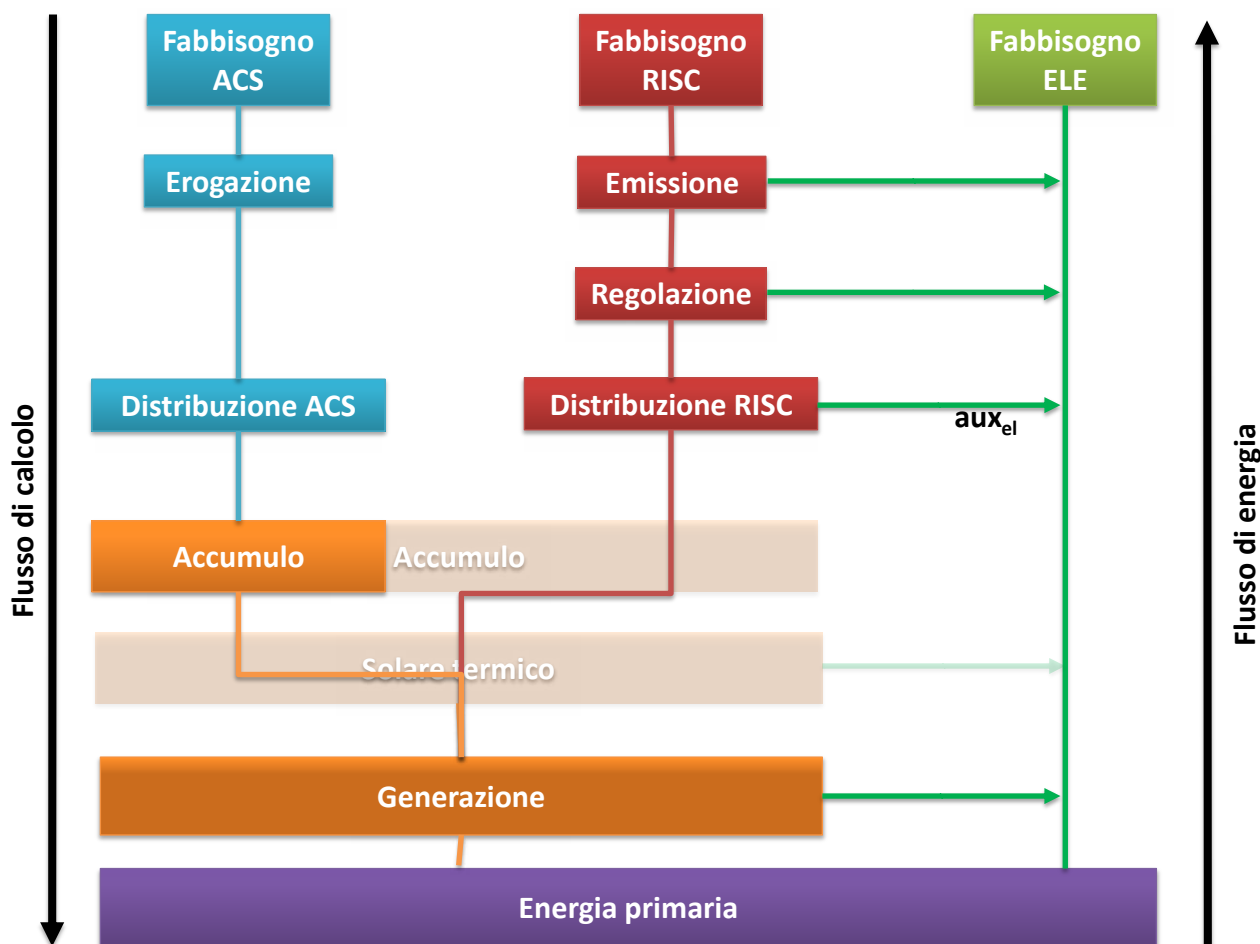 Fabbisogno
ACS
Fabbisogno
RISC
Fabbisogno
ELE
Erogazione
Emissione
Regolazione
Distribuzione ACS
Distribuzione RISC
aux_el
Accumulo
Accumulo
Solare termico
Generazione
Energia primaria
Flusso di calcolo
Flusso di energia